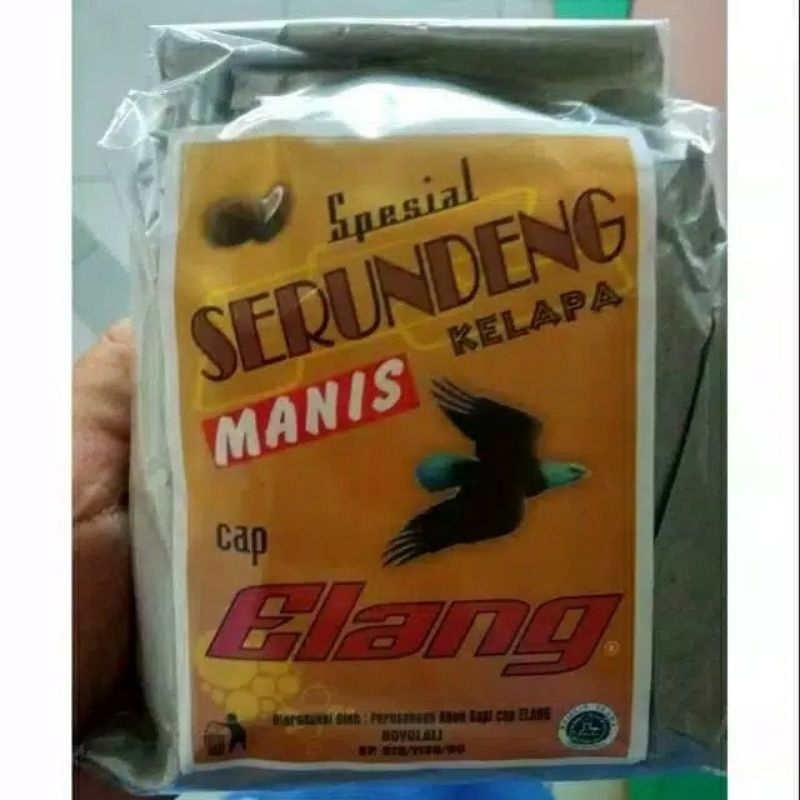 Spesial
SERUNDENG
KELAPA
MANIS
cap
Elang
Diproduksi Oleh : Perusahaan Abon Sapi cap ELANG
BOYOLALI